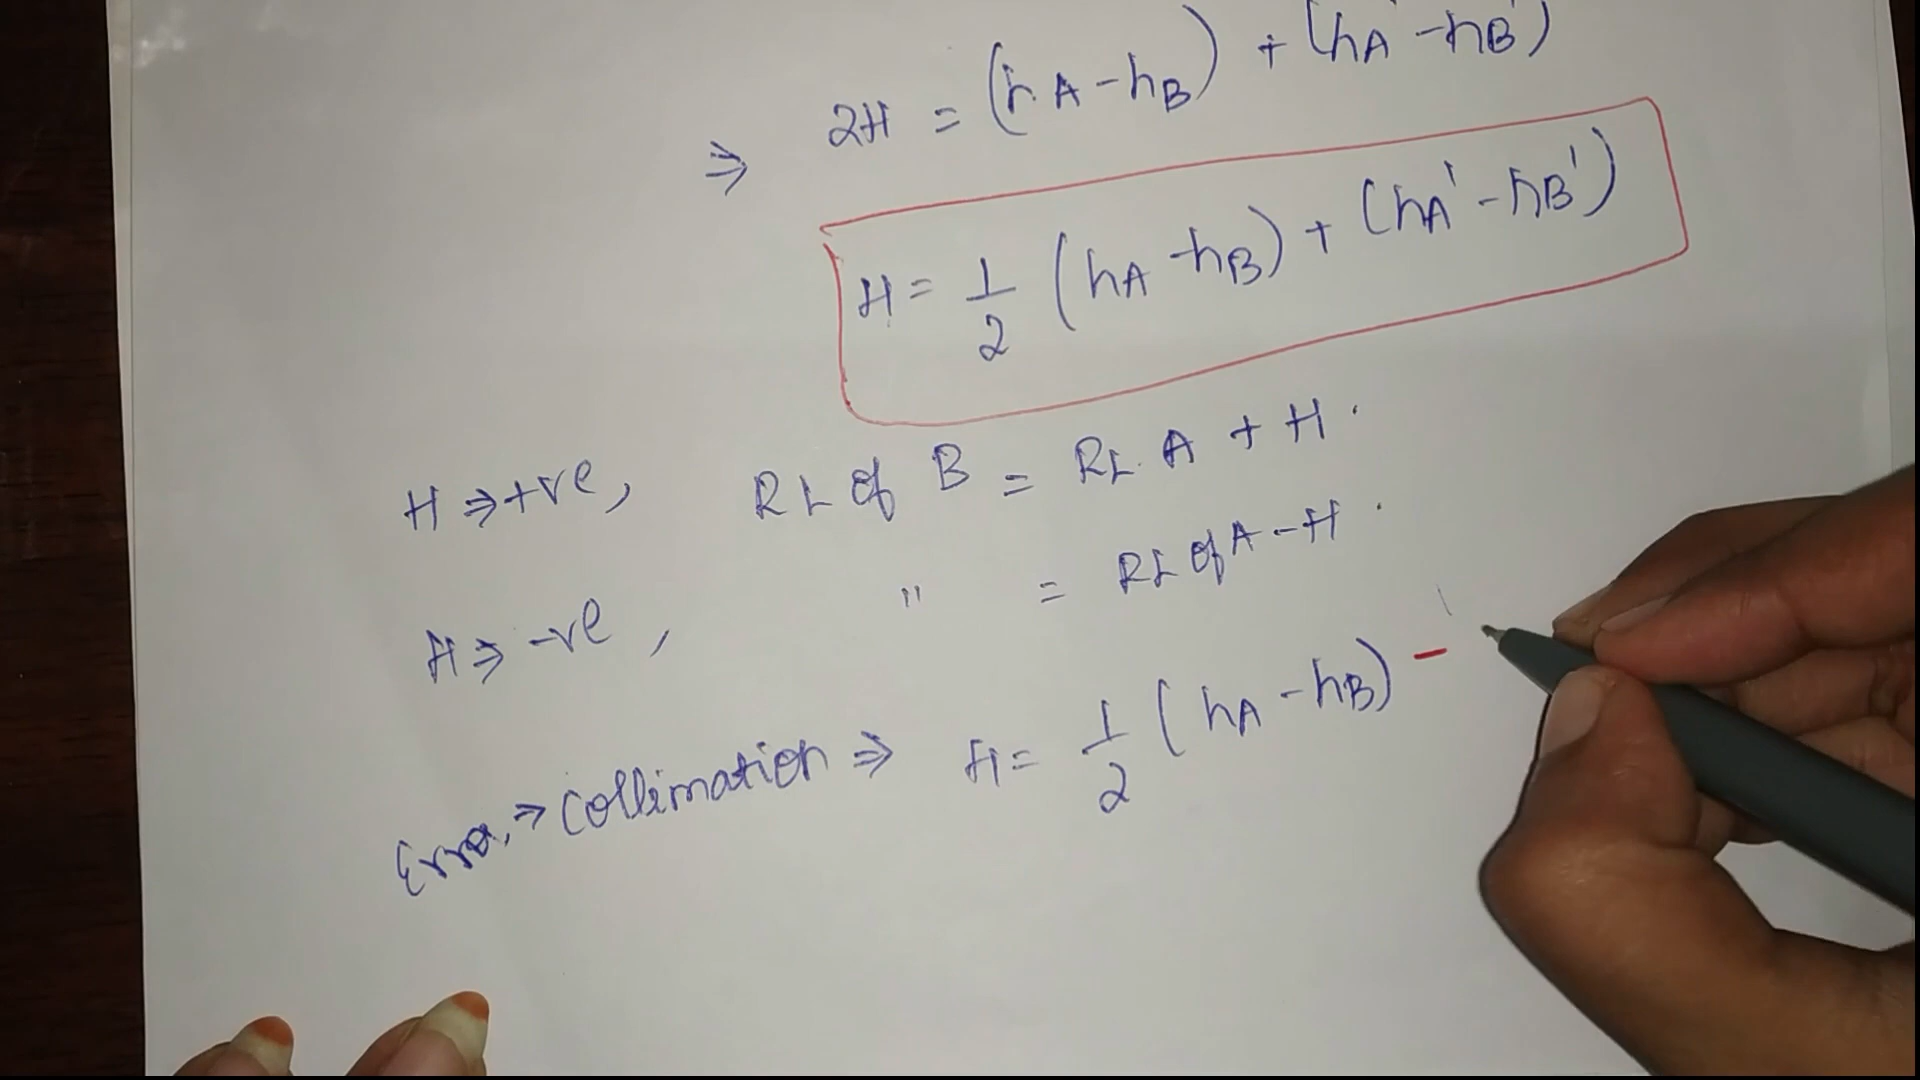 ⇒ 2H = (hA - hB) + (hA' - hB')
H = 1/2 (hA - hB) + (hA' - hB')
H ⇒ +ve, RL of B = RL A + H.
H ⇒ -ve, " = RL of A - H.
Error ⇒ Collimation ⇒ H = 1/2 (hA - hB) -